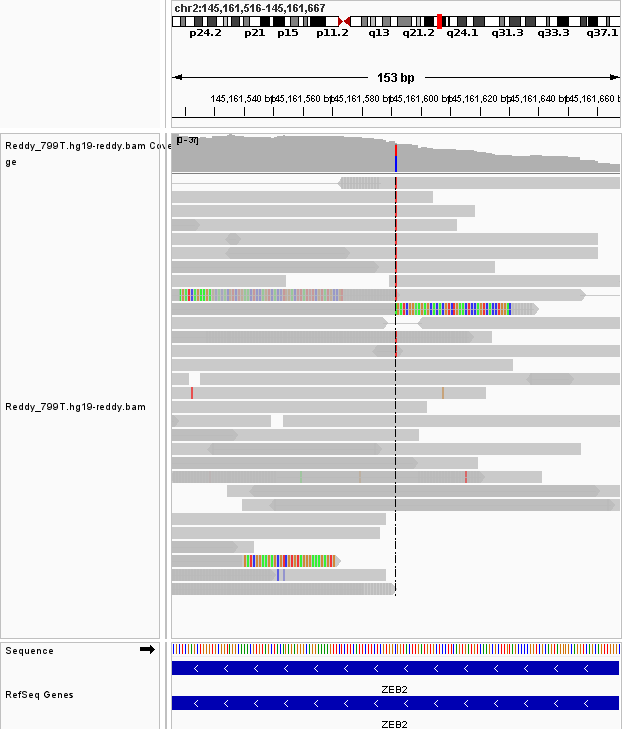 chr2:145,161,516-145,161,667
p24.2 p21 p15 p11.2 q13 q21.2 q24.1 q31.3 q33.3 q37.1
153 bp
145,161,540 bp 145,161,560 bp 145,161,580 bp 145,161,600 bp 145,161,620 bp 145,161,640 bp 145,161,660 b
Reddy_799T.hg19-reddy.bam Cove
ge
[0 - 37]
Reddy_799T.hg19-reddy.bam
Sequence
ZEB2
RefSeq Genes
ZEB2